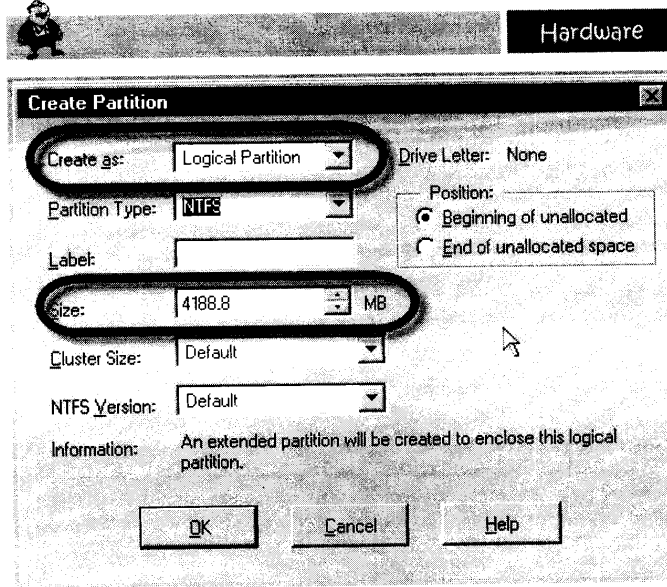 Hardware
Create Partition
Create as: Logical Partition
Drive Letter: None
Partition Type: NTFS
Position:
Beginning of unallocated
End of unallocated space
Label:
Size: 4188.8 MB
Cluster Size: Default
NTFS Version: Default
Information: An extended partition will be created to enclose this logical
partition.
OK Cancel Help